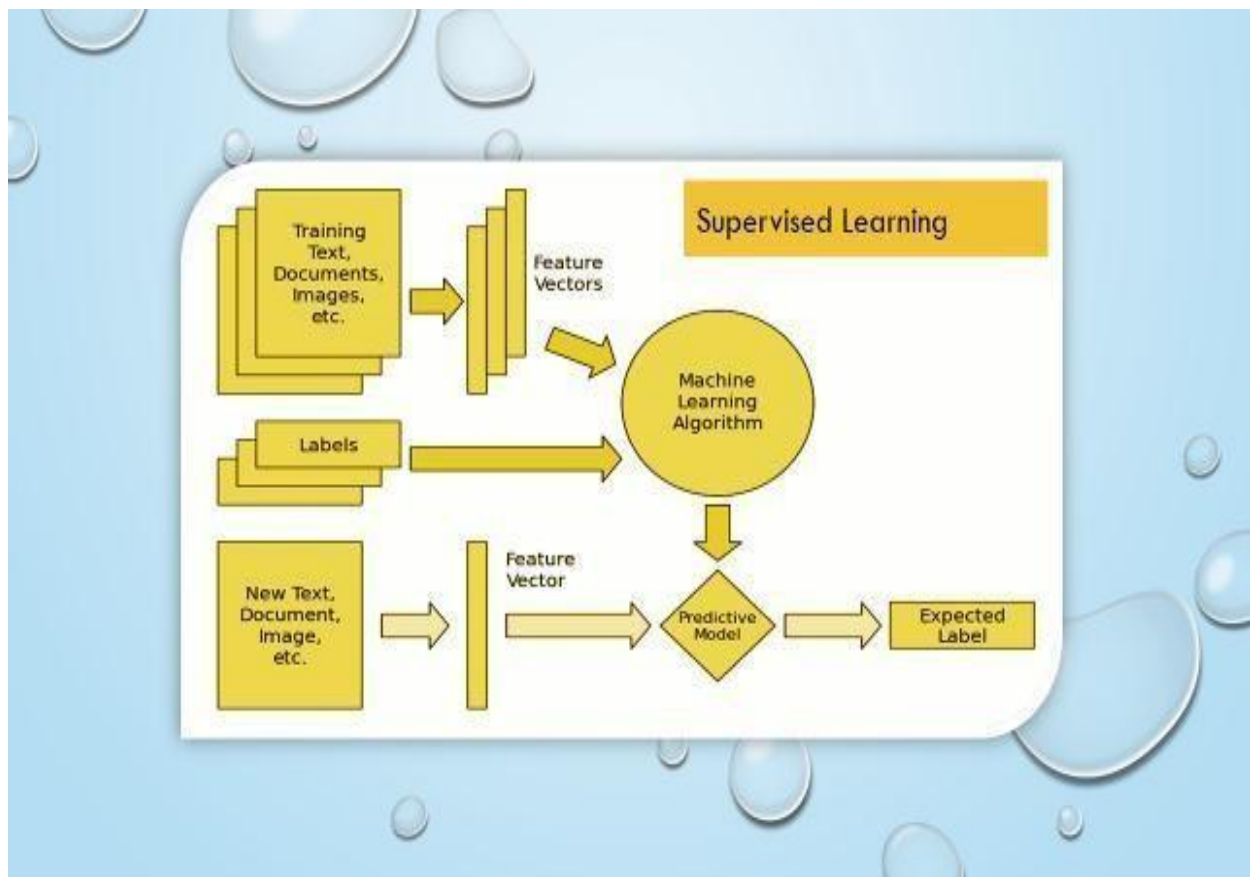 Supervised Learning
Training
Text,
Documents,
Images,
etc.
Feature
Vectors
Machine
Learning
Algorithm
Labels
New Text,
Document,
Image,
etc.
Feature
Vector
Predictive
Model
Expected
Label